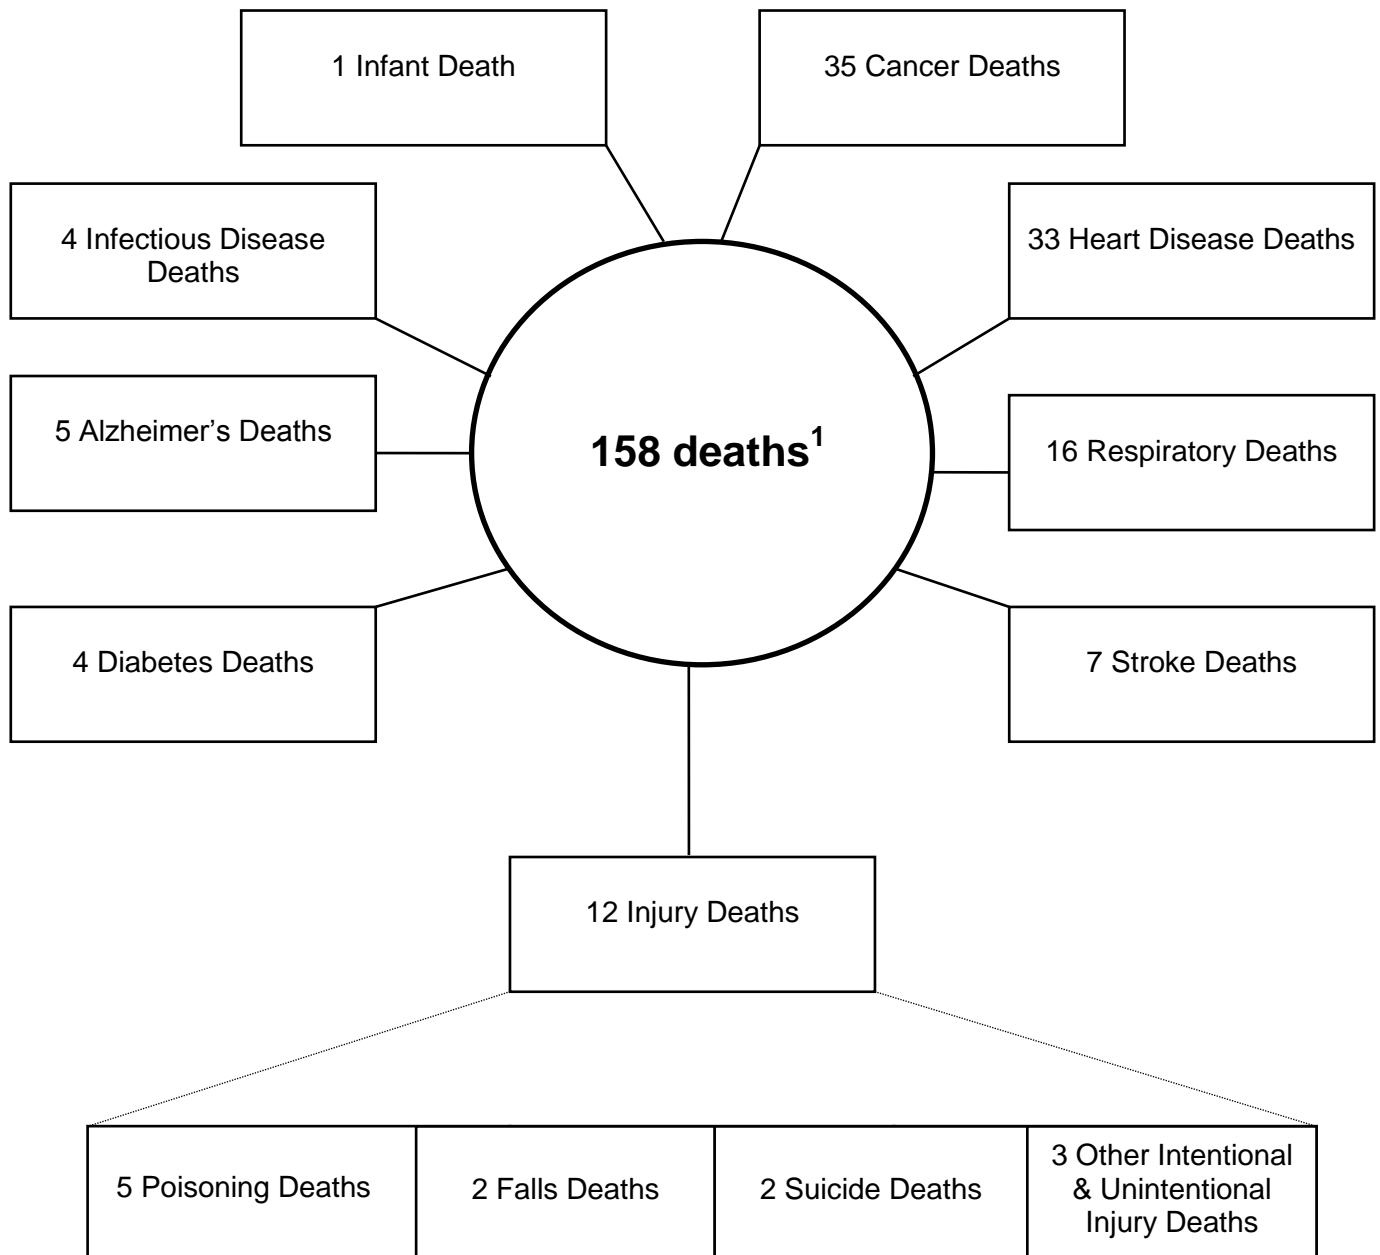 1 Infant Death
35 Cancer Deaths
4 Infectious Disease
Deaths
33 Heart Disease Deaths
5 Alzheimer’s Deaths
158 deaths¹
16 Respiratory Deaths
4 Diabetes Deaths
7 Stroke Deaths
12 Injury Deaths
5 Poisoning Deaths
2 Falls Deaths
2 Suicide Deaths
3 Other Intentional
& Unintentional
Injury Deaths